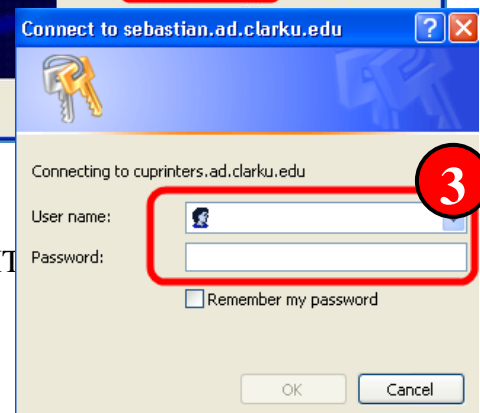 Connect to sebastian.ad.clarku.edu
Connecting to cuprinters.ad.clarku.edu
3
User name:
Password:
Remember my password
OK
Cancel